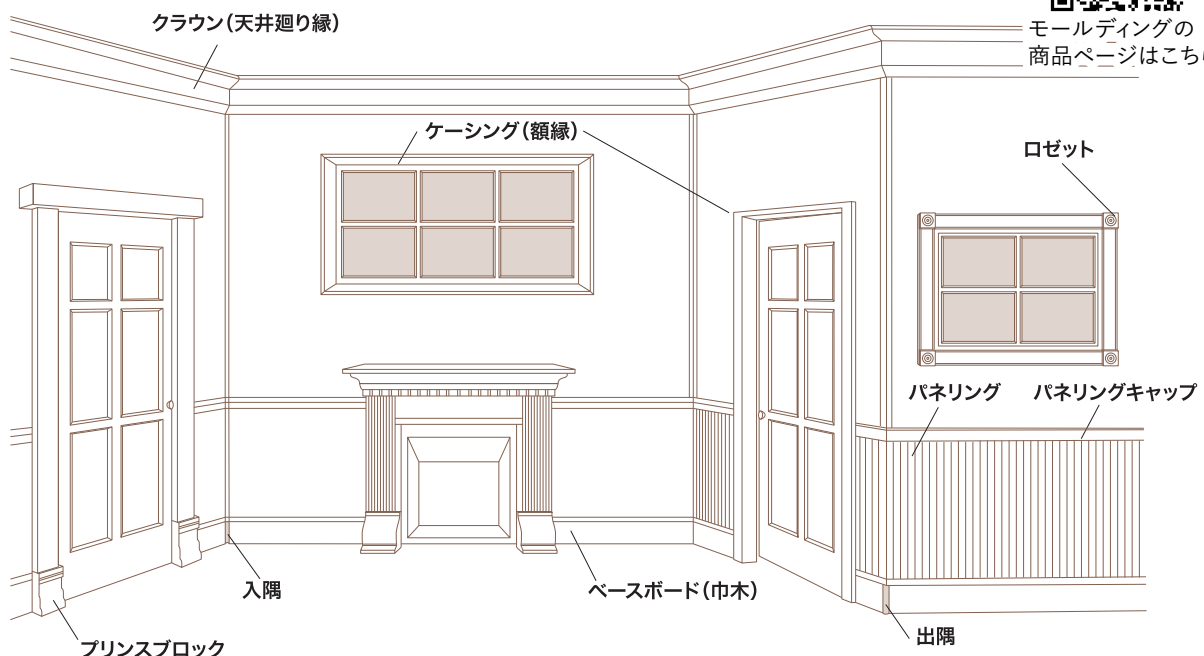 クラウン（天井廻り縁）
モールディングの
商品ページはこち
ケーシング（額縁）
ロゼット
パネリング
パネリングキャップ
入隅
ベースボード（巾木）
出隅
プリンスブロック